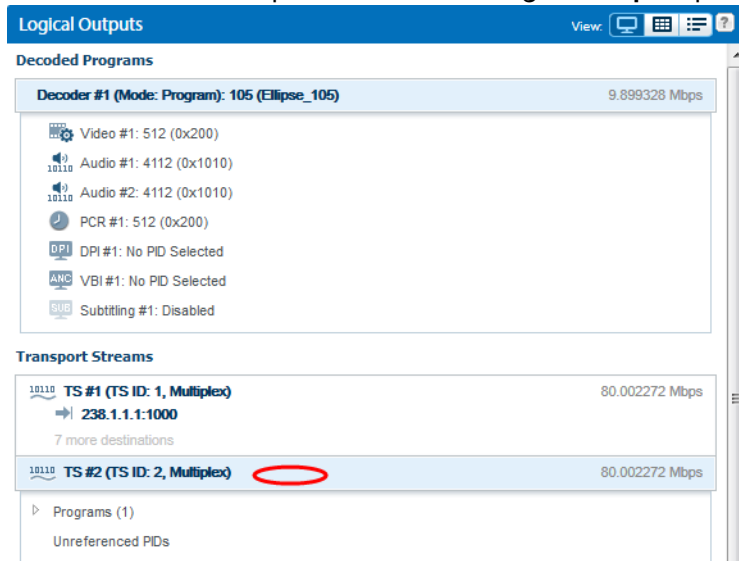 Logical Outputs
View:
?
Decoded Programs
Decoder #1 (Mode: Program): 105 (Ellipse_105) 9.899328 Mbps
Video #1: 512 (0x200)
10110 Audio #1: 4112 (0x1010)
10110 Audio #2: 4112 (0x1010)
PCR #1: 512 (0x200)
DPI DPI #1: No PID Selected
ANC VBI #1: No PID Selected
SUB Subtitling #1: Disabled
Transport Streams
10110 TS #1 (TS ID: 1, Multiplex) 80.002272 Mbps
238.1.1.1:1000
7 more destinations
10110 TS #2 (TS ID: 2, Multiplex) 80.002272 Mbps
Programs (1)
Unreferenced PIDs